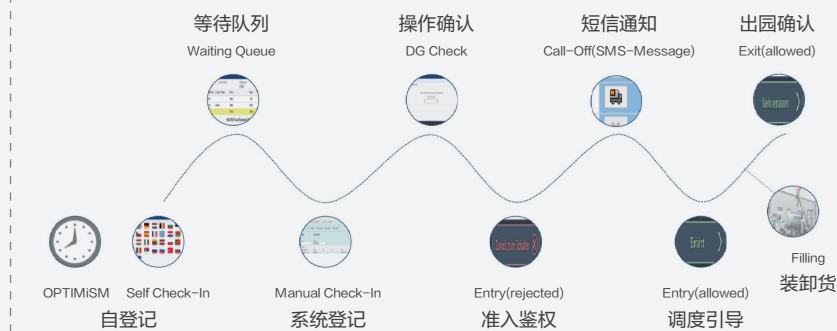 等待队列
操作确认
短信通知
出园确认
Waiting Queue
DG Check
Call-Off(SMS-Message)
Exit(allowed)
Einfahrt
Filling
OPTIMiSM
Self Check-In
Manual Check-In
Entry(rejected)
Entry(allowed)
装卸货
自登记
系统登记
准入鉴权
调度引导